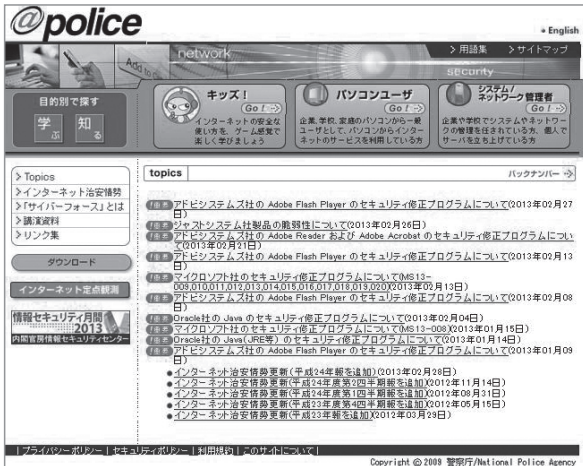 @police
English
network
Add to
用語集
サイトマップ
security
目的別で探す
学ぶ
知る
キッズ！
Go!
インターネットの安全な
使い方を、ゲーム感覚で
楽しく学びましょう
パソコンユーザ
Go!
企業、学校、家庭のパソコンから一般
ユーザとして、パソコンからインター
ネットのサービスを利用している方
システム/
ネットワーク管理者
Go!
企業や学校でシステムやネットワー
クの管理を任されている方、個人で
サーバを立ち上げている方
Topics
インターネット治安情勢
「サイバーフォース」とは
講演資料
リンク集
ダウンロード
インターネット定点観測
情報セキュリティ月間
2013
内閣官房情報セキュリティセンター
topics
バックナンバー
アドビシステムズ社の Adobe Flash Player のセキュリティ修正プログラムについて(2013年02月27
日)
ジャストシステム社製品の脆弱性について(2013年02月26日)
アドビシステムズ社の Adobe Reader および Adobe Acrobat のセキュリティ修正プログラムについ
て(2013年02月21日)
アドビシステムズ社の Adobe Flash Player のセキュリティ修正プログラムについて(2013年02月13
日)
マイクロソフト社のセキュリティ修正プログラムについて(MS13-
009,010,011,012,013,014,015,016,017,018,019,020)(2013年02月13日)
アドビシステムズ社の Adobe Flash Player のセキュリティ修正プログラムについて(2013年02月08
日)
Oracle社の Java のセキュリティ修正プログラムについて(2013年02月04日)
マイクロソフト社のセキュリティ修正プログラムについて(MS13-008)(2013年01月15日)
Oracle社の Java(JRE等) のセキュリティ修正プログラムについて(2013年01月14日)
アドビシステムズ社の Adobe Flash Player のセキュリティ修正プログラムについて(2013年01月09
日)
インターネット治安情勢更新(平成24年報を追加)(2013年02月28日)
インターネット治安情勢更新(平成24年度第2四半期報を追加)(2012年11月14日)
インターネット治安情勢更新(平成24年度第1四半期報を追加)(2012年08月31日)
インターネット治安情勢更新(平成23年度第4四半期報を追加)(2012年05月15日)
インターネット治安情勢更新(平成23年報を追加)(2012年03月29日)
| プライバシーポリシー | セキュリティポリシー | 利用規約 | このサイトについて |
Copyright © 2009 警察庁/National Police Agency